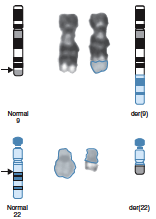 Normal der(9)
9
Normal der(22)
22